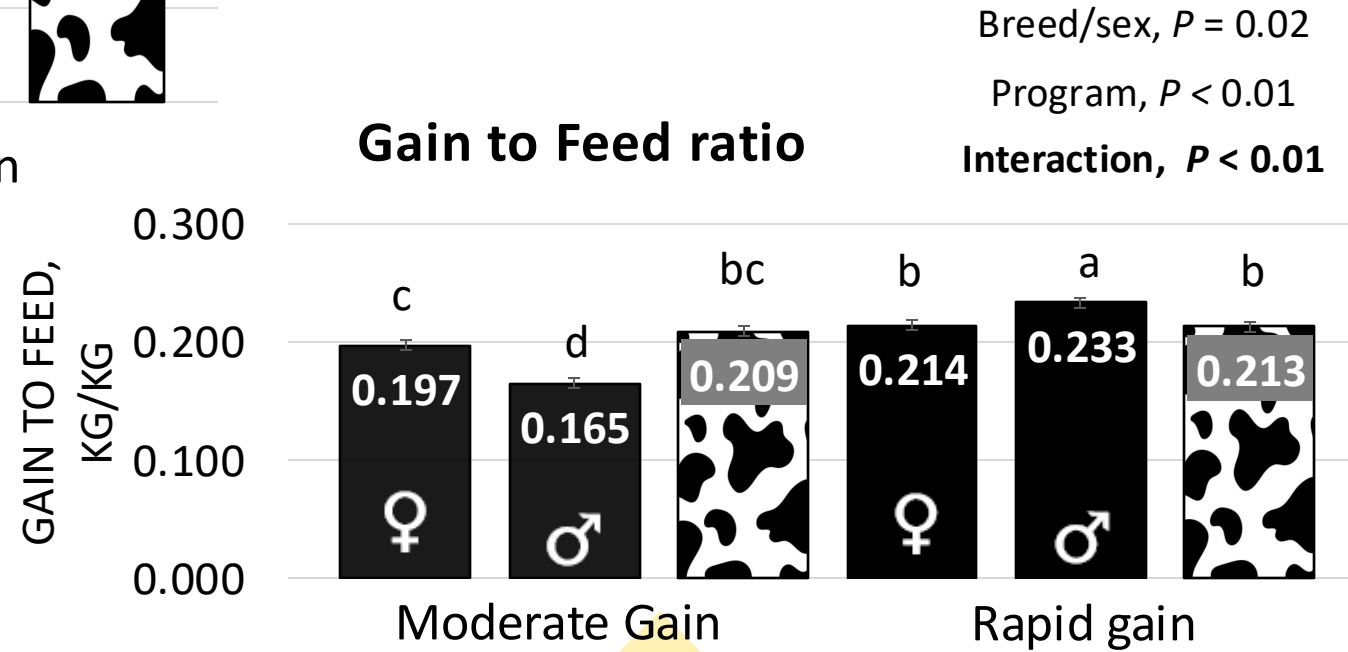 Breed/sex, P = 0.02
Program, P < 0.01
Interaction, P < 0.01
Gain to Feed ratio
n
GAIN TO FEED,
KG/KG
0.300
0.200
0.100
0.000
c
d
bc
b
a
b
0.197
0.165
0.209
0.214
0.233
0.213
♀
♂
♀
♂
Moderate Gain
Rapid gain